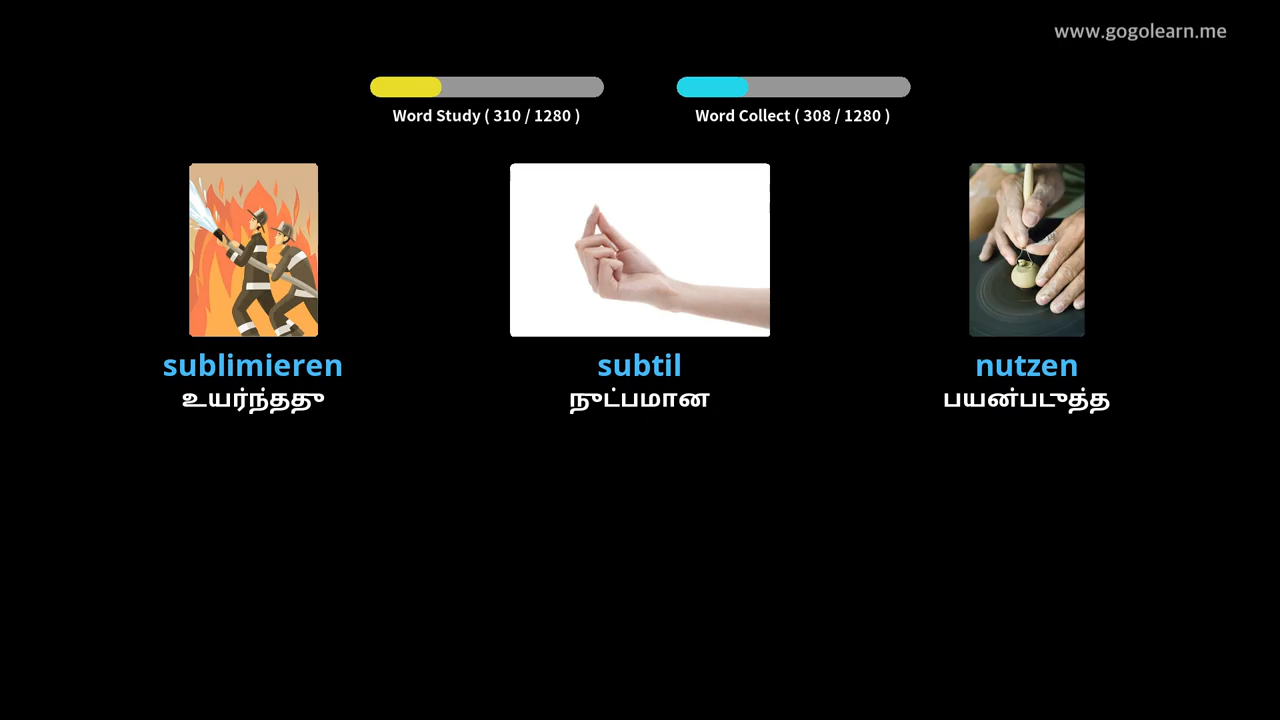 www.gogolearn.me
Word Study ( 310 / 1280 )
Word Collect ( 308 / 1280 )
sublimieren
உயர்ந்தது
subtil
நுட்பமான
nutzen
பயன்படுத்த